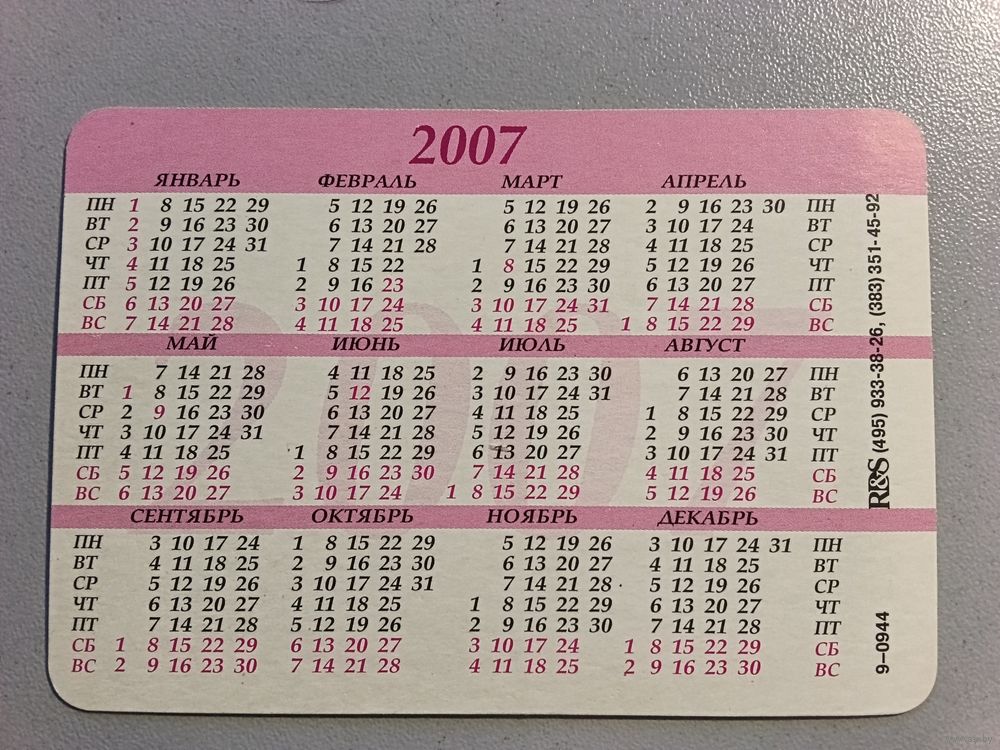 2007
ЯНВАРЬ ФЕВРАЛЬ МАРТ АПРЕЛЬ
ПН 1 8 15 22 29 5 12 19 26 5 12 19 26 2 9 16 23 30 ПН
ВТ 2 9 16 23 30 6 13 20 27 6 13 20 27 3 10 17 24 ВТ
СР 3 10 17 24 31 7 14 21 28 7 14 21 28 4 11 18 25 СР
ЧТ 4 11 18 25 1 8 15 22 1 8 15 22 29 5 12 19 26 ЧТ
ПТ 5 12 19 26 2 9 16 23 2 9 16 23 30 6 13 20 27 ПТ
СБ 6 13 20 27 3 10 17 24 3 10 17 24 31 7 14 21 28 СБ
ВС 7 14 21 28 4 11 18 25 4 11 18 25 1 8 15 22 29 ВС
МАЙ ИЮНЬ ИЮЛЬ АВГУСТ
ПН 7 14 21 28 4 11 18 25 2 9 16 23 30 6 13 20 27 ПН
ВТ 1 8 15 22 29 5 12 19 26 3 10 17 24 31 7 14 21 28 ВТ
СР 2 9 16 23 30 6 13 20 27 4 11 18 25 1 8 15 22 29 СР
ЧТ 3 10 17 24 31 7 14 21 28 5 12 19 26 2 9 16 23 30 ЧТ
ПТ 4 11 18 25 1 8 15 22 29 6 13 20 27 3 10 17 24 31 ПТ
СБ 5 12 19 26 2 9 16 23 30 7 14 21 28 4 11 18 25 СБ
ВС 6 13 20 27 3 10 17 24 1 8 15 22 29 5 12 19 26 ВС
СЕНТЯБРЬ ОКТЯБРЬ НОЯБРЬ ДЕКАБРЬ
ПН 3 10 17 24 1 8 15 22 29 5 12 19 26 3 10 17 24 31 ПН
ВТ 4 11 18 25 2 9 16 23 30 6 13 20 27 4 11 18 25 ВТ
СР 5 12 19 26 3 10 17 24 31 7 14 21 28 5 12 19 26 СР
ЧТ 6 13 20 27 4 11 18 25 1 8 15 22 29 6 13 20 27 ЧТ
ПТ 7 14 21 28 5 12 19 26 2 9 16 23 30 7 14 21 28 ПТ
СБ 1 8 15 22 29 6 13 20 27 3 10 17 24 1 8 15 22 29 СБ
ВС 2 9 16 23 30 7 14 21 28 4 11 18 25 2 9 16 23 30 ВС
2007
R&S (495) 933-38-26, (383) 351-45-92
9–0944